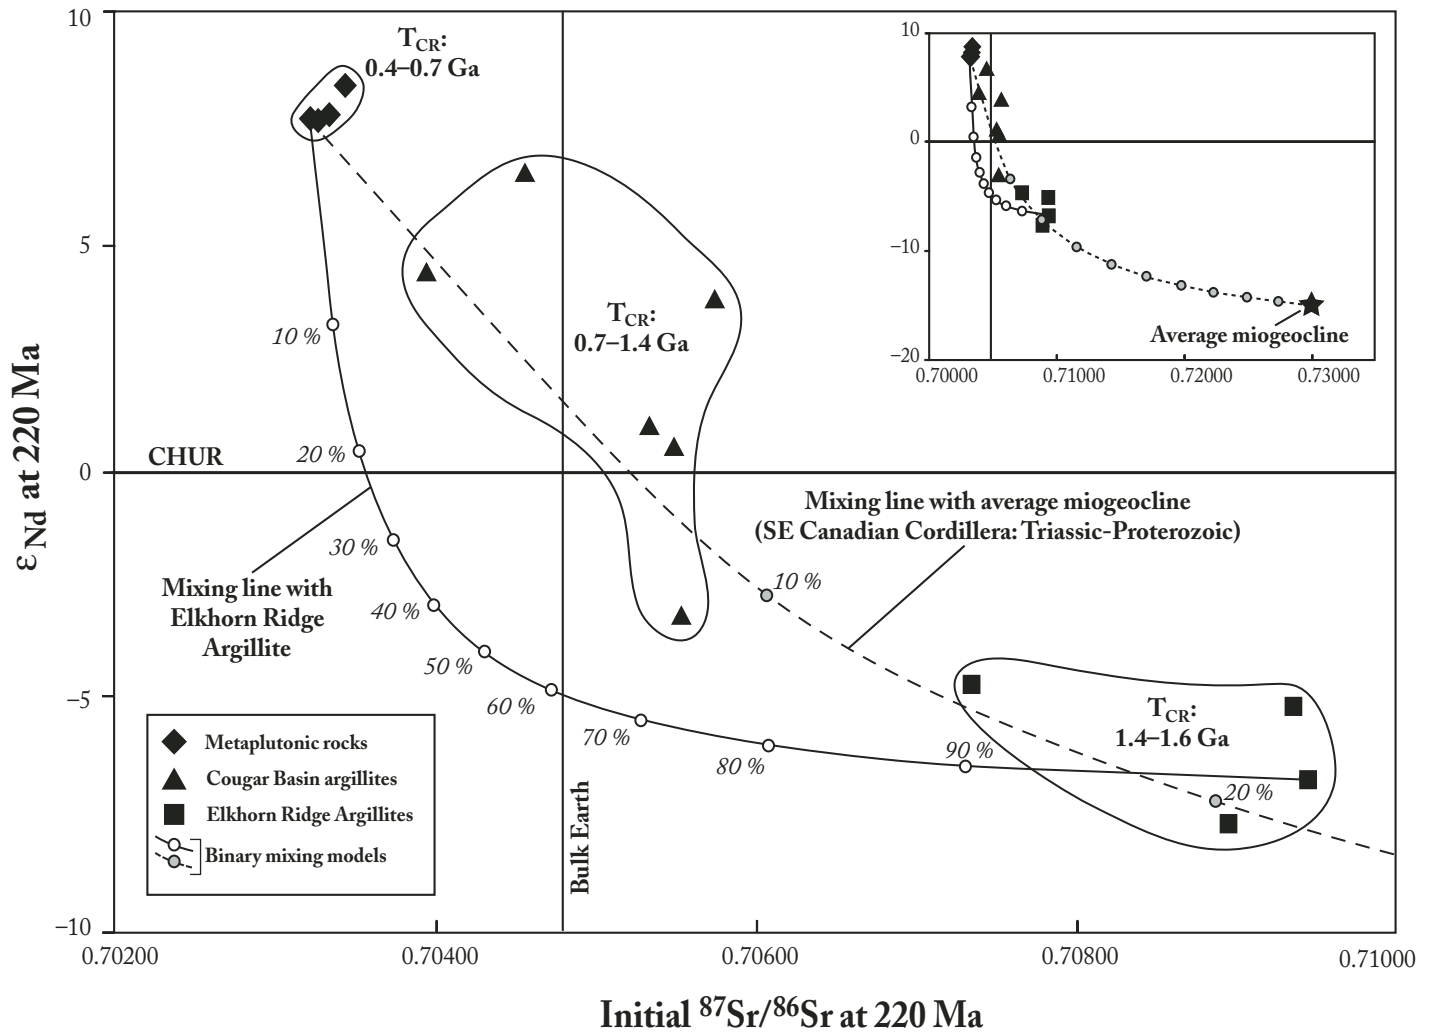 10
5
0
−5
−10
εNd at 220 Ma
TCR:
0.4–0.7 Ga
TCR:
0.7–1.4 Ga
CHUR
10 %
20 %
30 %
40 %
50 %
60 %
70 %
80 %
90 %
Mixing line with
Elkhorn Ridge
Argillite
Mixing line with average miogeocline
(SE Canadian Cordillera: Triassic-Proterozoic)
10 %
20 %
TCR:
1.4–1.6 Ga
Bulk Earth
Metaplutonic rocks
Cougar Basin argillites
Elkhorn Ridge Argillites
Binary mixing models
10
0
−10
−20
Average miogeocline
0.70000 0.71000 0.72000 0.73000
0.70200 0.70400 0.70600 0.70800 0.71000
Initial ⁸⁷Sr/⁸⁶Sr at 220 Ma